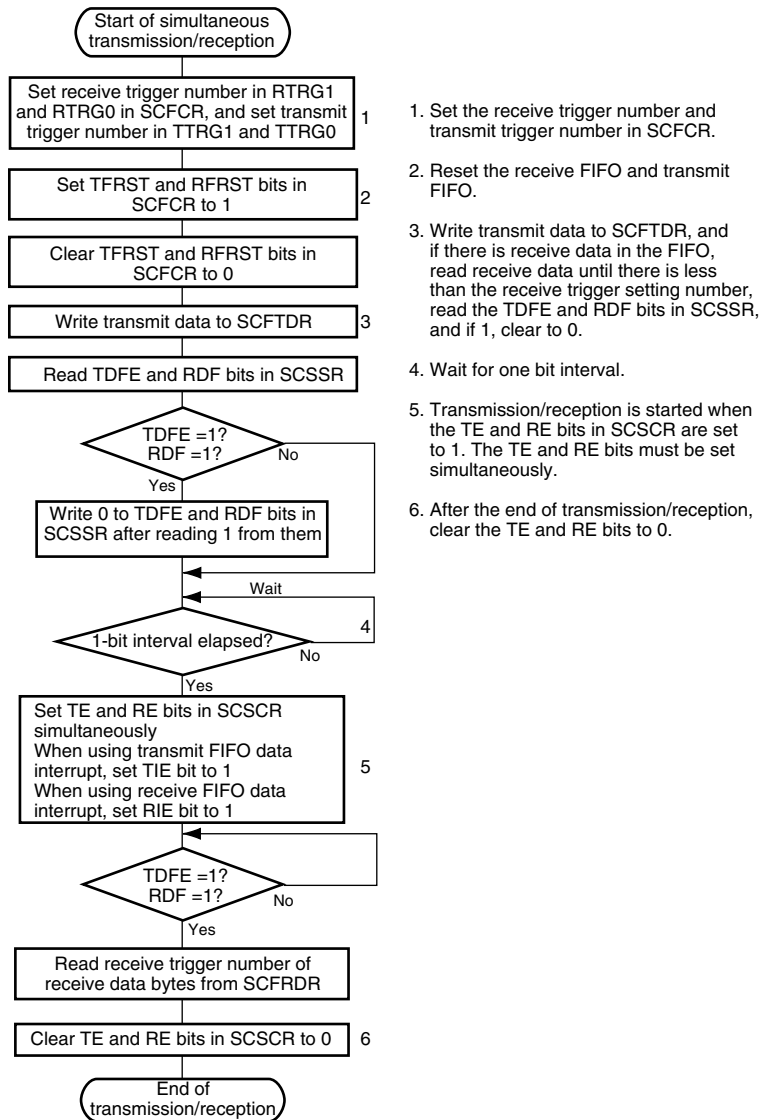 Start of simultaneous
transmission/reception
Set receive trigger number in RTRG1
and RTRG0 in SCFCR, and set transmit
trigger number in TTRG1 and TTRG0
1
Set TFRST and RFRST bits in
SCFCR to 1
2
Clear TFRST and RFRST bits in
SCFCR to 0
Write transmit data to SCFTDR
3
Read TDFE and RDF bits in SCSSR
TDFE =1?
RDF =1?
No
Yes
Write 0 to TDFE and RDF bits in
SCSSR after reading 1 from them
Wait
1-bit interval elapsed?
4
No
Yes
Set TE and RE bits in SCSCR
simultaneously
When using transmit FIFO data
interrupt, set TIE bit to 1
When using receive FIFO data
interrupt, set RIE bit to 1
5
TDFE =1?
RDF =1?
No
Yes
Read receive trigger number of
receive data bytes from SCFRDR
Clear TE and RE bits in SCSCR to 0
6
End of
transmission/reception
1. Set the receive trigger number and
transmit trigger number in SCFCR.
2. Reset the receive FIFO and transmit
FIFO.
3. Write transmit data to SCFTDR, and
if there is receive data in the FIFO,
read receive data until there is less
than the receive trigger setting number,
read the TDFE and RDF bits in SCSSR,
and if 1, clear to 0.
4. Wait for one bit interval.
5. Transmission/reception is started when
the TE and RE bits in SCSCR are set
to 1. The TE and RE bits must be set
simultaneously.
6. After the end of transmission/reception,
clear the TE and RE bits to 0.